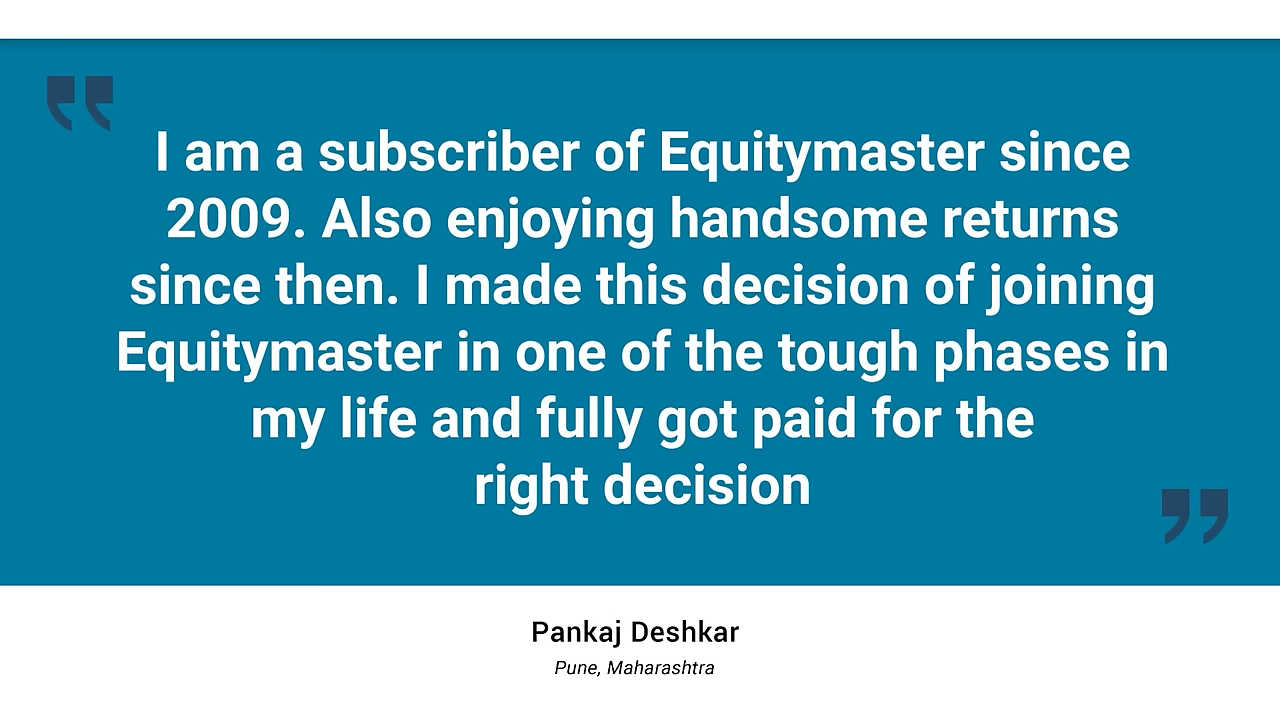 I am a subscriber of Equitymaster since
2009. Also enjoying handsome returns
since then. I made this decision of joining
Equitymaster in one of the tough phases in
my life and fully got paid for the
right decision
Pankaj Deshkar
Pune, Maharashtra